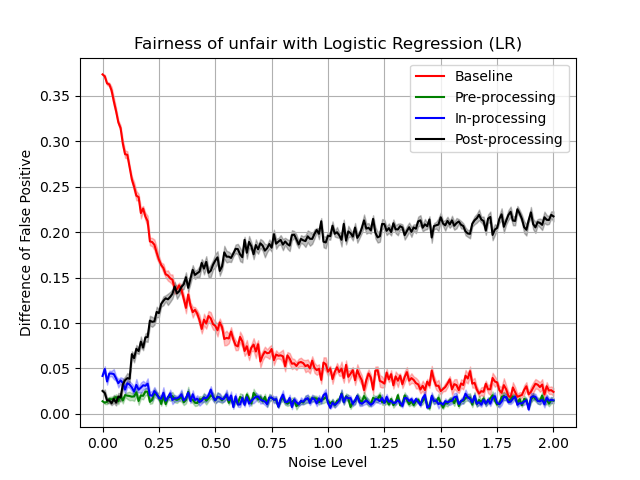 Fairness of unfair with Logistic Regression (LR)
Baseline
Pre-processing
In-processing
Post-processing
Difference of False Positive
0.35
0.30
0.25
0.20
0.15
0.10
0.05
0.00
0.00 0.25 0.50 0.75 1.00 1.25 1.50 1.75 2.00
Noise Level